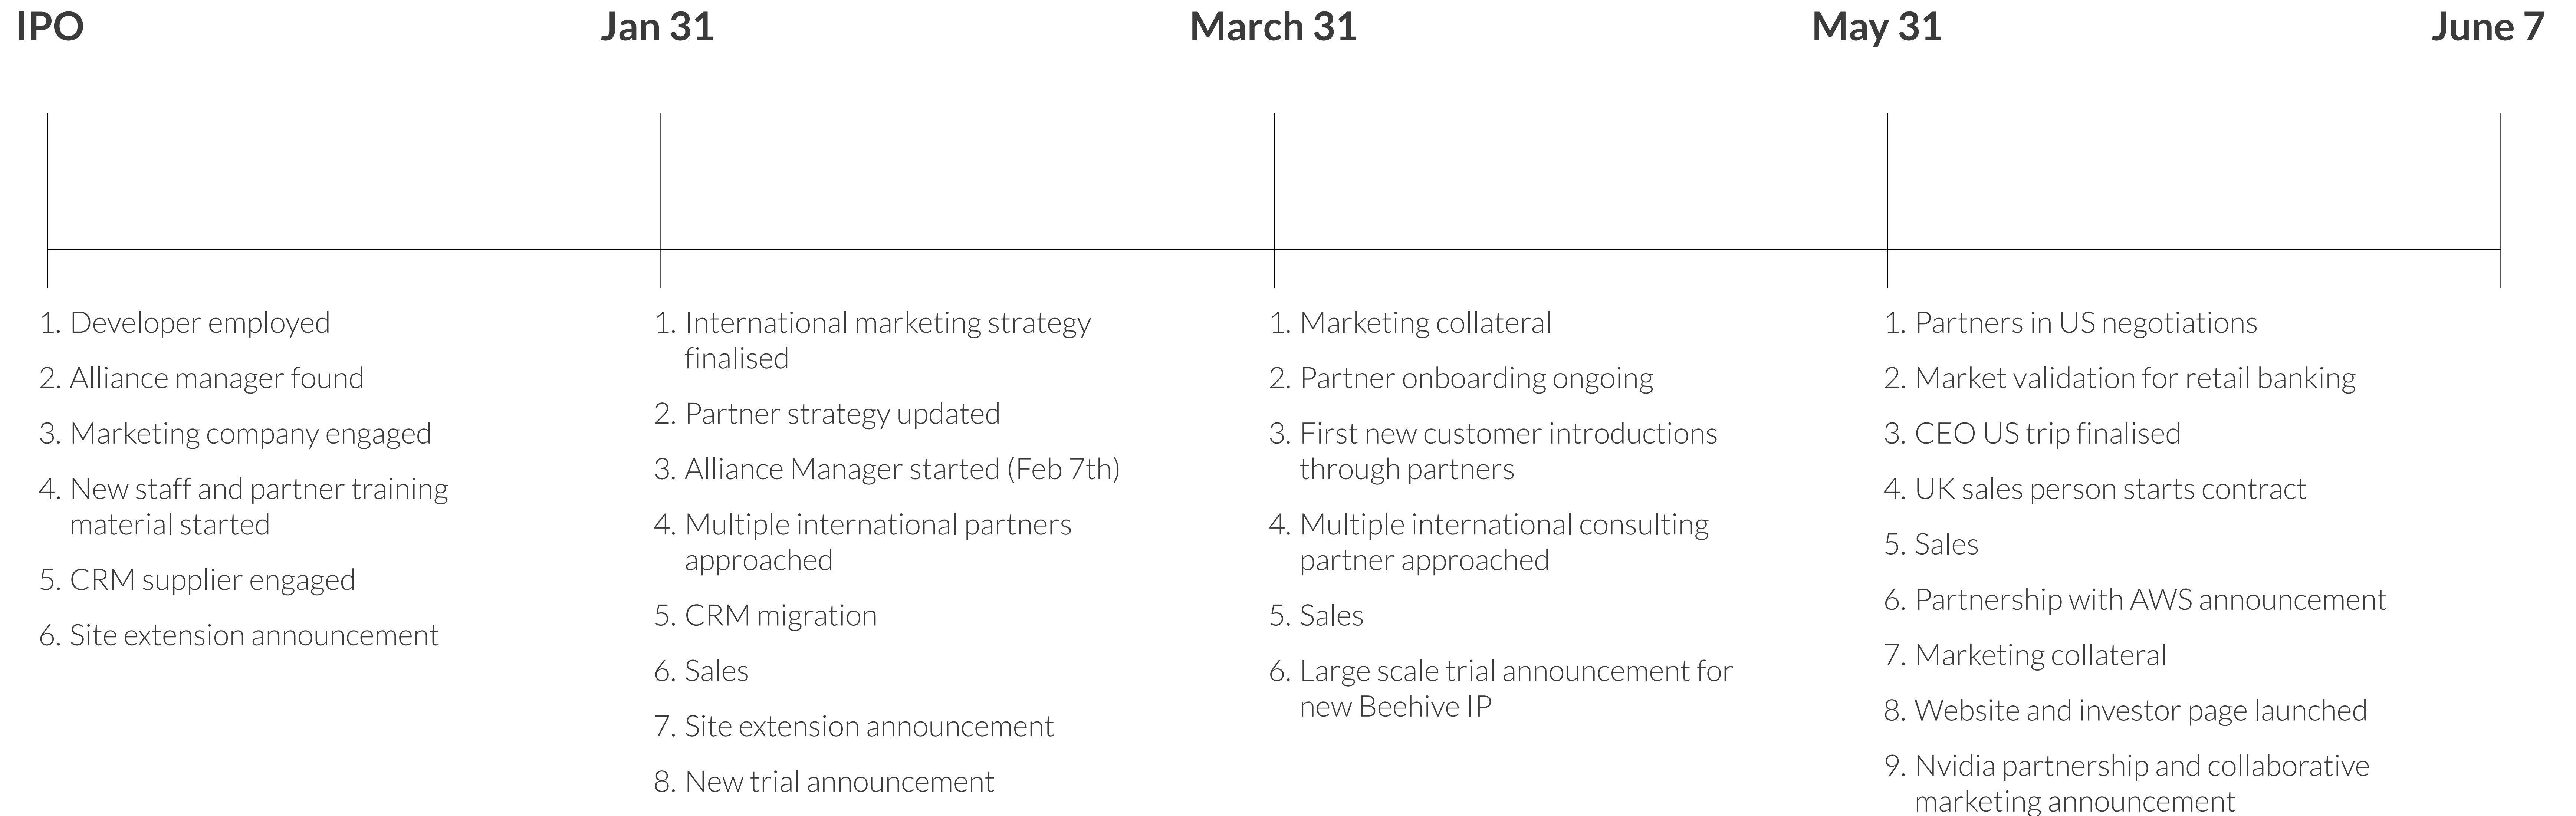 IPO
Jan 31
March 31
May 31
June 7
1. Developer employed
2. Alliance manager found
3. Marketing company engaged
4. New staff and partner training
material started
5. CRM supplier engaged
6. Site extension announcement
1. International marketing strategy
finalised
2. Partner strategy updated
3. Alliance Manager started (Feb 7th)
4. Multiple international partners
approached
5. CRM migration
6. Sales
7. Site extension announcement
8. New trial announcement
1. Marketing collateral
2. Partner onboarding ongoing
3. First new customer introductions
through partners
4. Multiple international consulting
partner approached
5. Sales
6. Large scale trial announcement for
new Beehive IP
1. Partners in US negotiations
2. Market validation for retail banking
3. CEO US trip finalised
4. UK sales person starts contract
5. Sales
6. Partnership with AWS announcement
7. Marketing collateral
8. Website and investor page launched
9. Nvidia partnership and collaborative
marketing announcement